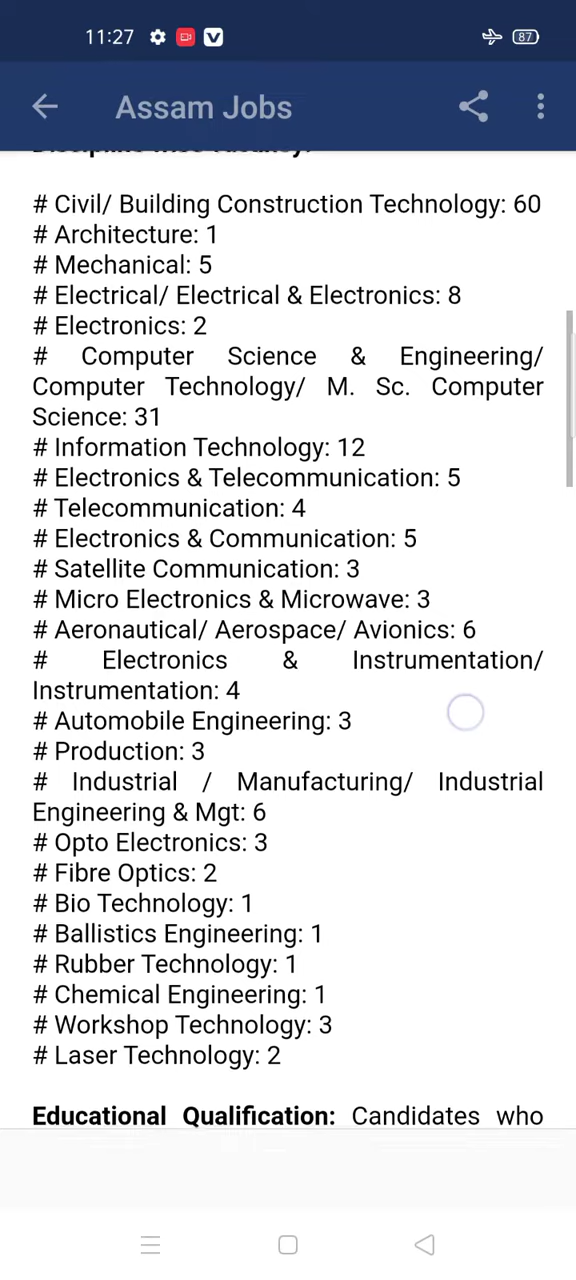 11:27
87
Assam Jobs
# Civil/ Building Construction Technology: 60
# Architecture: 1
# Mechanical: 5
# Electrical/ Electrical & Electronics: 8
# Electronics: 2
# Computer Science & Engineering/
Computer Technology/ M. Sc. Computer
Science: 31
# Information Technology: 12
# Electronics & Telecommunication: 5
# Telecommunication: 4
# Electronics & Communication: 5
# Satellite Communication: 3
# Micro Electronics & Microwave: 3
# Aeronautical/ Aerospace/ Avionics: 6
# Electronics & Instrumentation/
Instrumentation: 4
# Automobile Engineering: 3
# Production: 3
# Industrial / Manufacturing/ Industrial
Engineering & Mgt: 6
# Opto Electronics: 3
# Fibre Optics: 2
# Bio Technology: 1
# Ballistics Engineering: 1
# Rubber Technology: 1
# Chemical Engineering: 1
# Workshop Technology: 3
# Laser Technology: 2
Educational Qualification: Candidates who